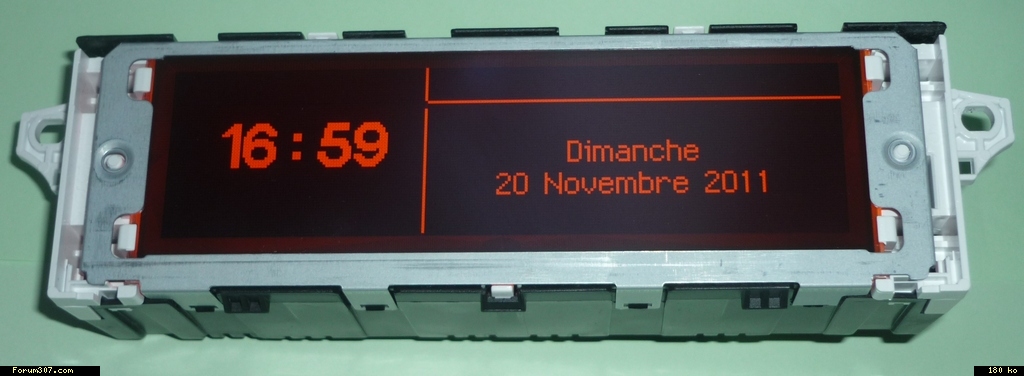 16:59
Dimanche
20 Novembre 2011
Forum307.com
180 ko